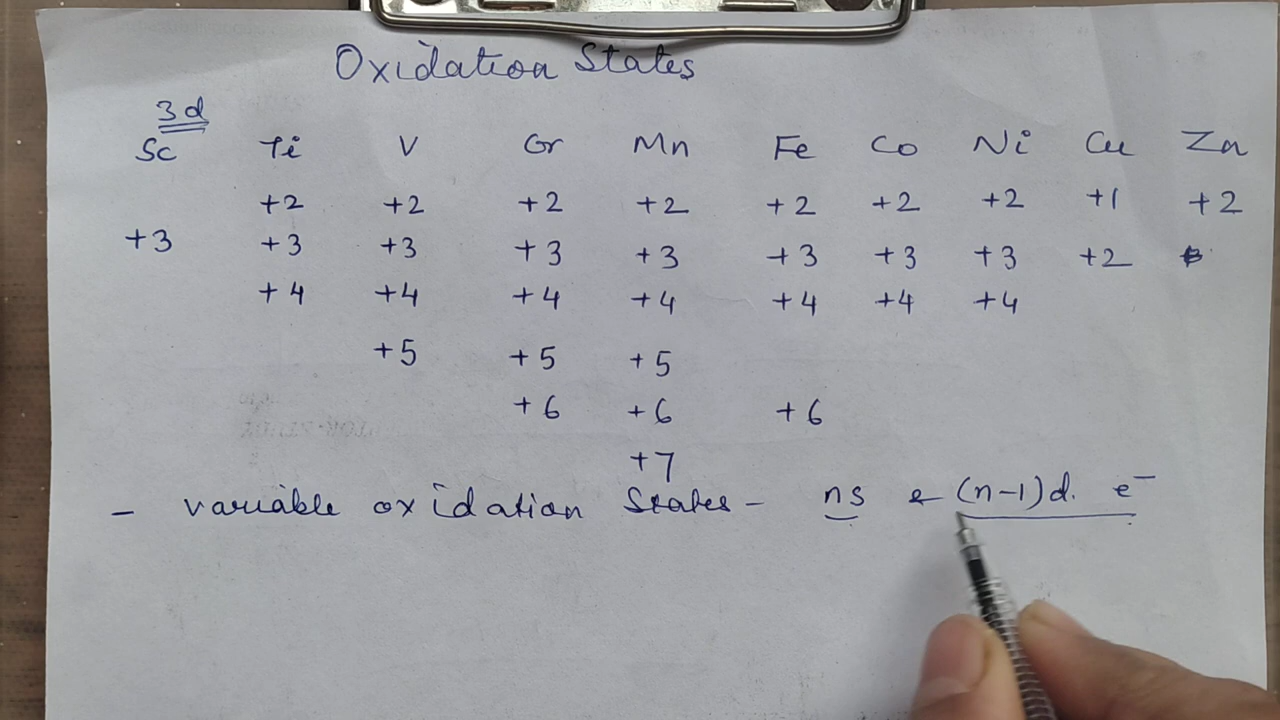 Oxidation States
3d
Sc Ti V Cr Mn Fe Co Ni Cu Zn
+2 +2 +2 +2 +2 +2 +2 +1 +2
+3 +3 +3 +3 +3 +3 +3 +3 +2
+4 +4 +4 +4 +4 +4 +4
+5 +5 +5
+6 +6 +6
+7
- variable oxidation States - ns & (n-1)d. e⁻